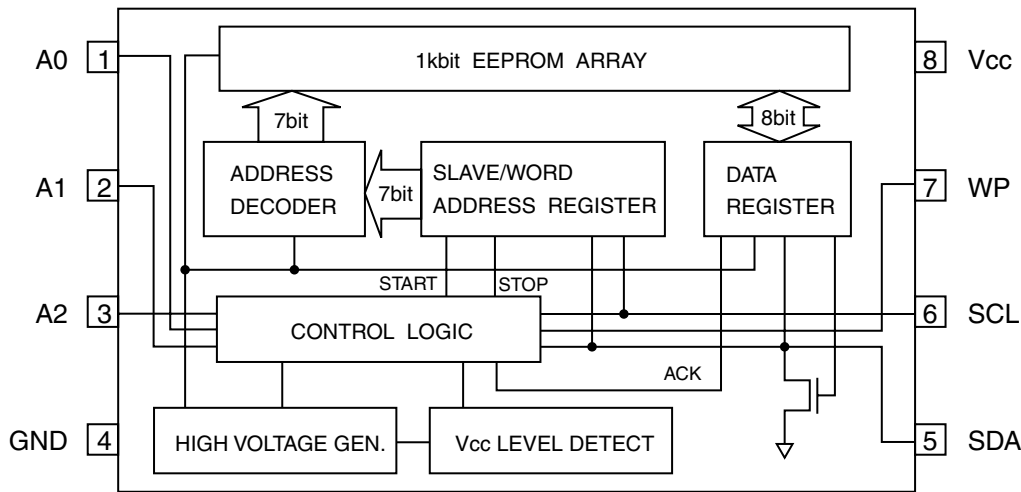 A0 1
1kbit EEPROM ARRAY
8 Vcc
7bit
8bit
A1 2
ADDRESS
DECODER
7bit
SLAVE/WORD
ADDRESS REGISTER
DATA
REGISTER
7 WP
START
STOP
A2 3
CONTROL LOGIC
6 SCL
ACK
GND 4
HIGH VOLTAGE GEN.
Vcc LEVEL DETECT
5 SDA